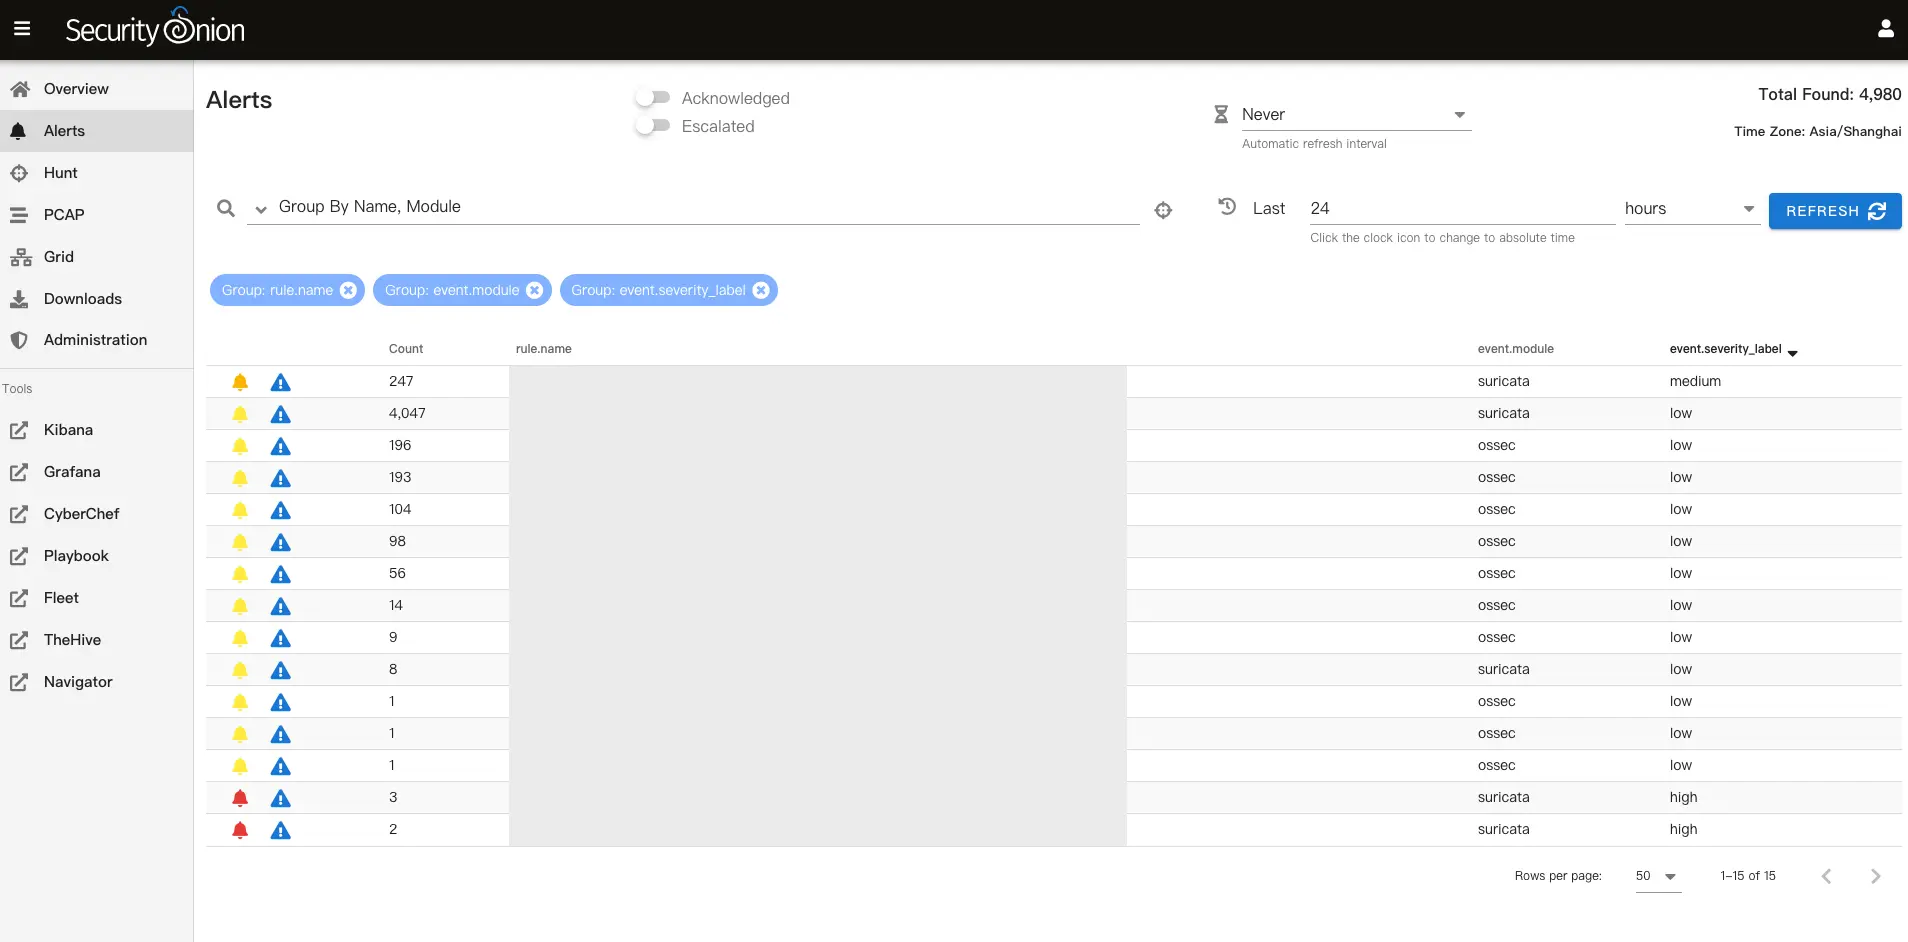 Security Onion
Overview
Alerts
Hunt
PCAP
Grid
Downloads
Administration
Tools
Kibana
Grafana
CyberChef
Playbook
Fleet
TheHive
Navigator
Alerts
Acknowledged
Escalated
Never
Automatic refresh interval
Total Found: 4,980
Time Zone: Asia/Shanghai
Group By Name, Module
Last 24 hours REFRESH
Click the clock icon to change to absolute time
Group: rule.name Group: event.module Group: event.severity_label
Count rule.name event.module event.severity_label
247 suricata medium
4,047 suricata low
196 ossec low
193 ossec low
104 ossec low
98 ossec low
56 ossec low
14 ossec low
9 ossec low
8 suricata low
1 ossec low
1 ossec low
1 ossec low
3 suricata high
2 suricata high
Rows per page: 50 1-15 of 15